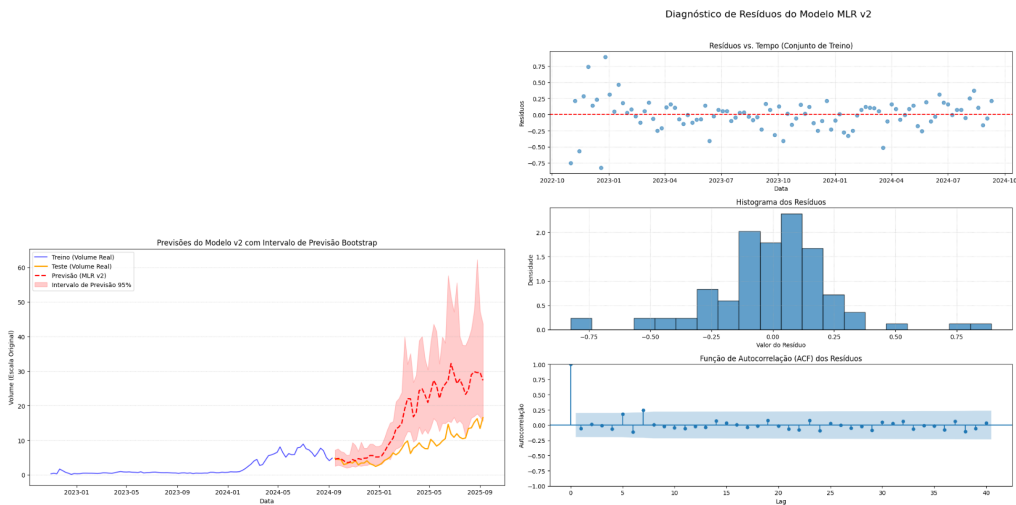 Previsões do Modelo v2 com Intervalo de Previsão Bootstrap
Treino (Volume Real)
Teste (Volume Real)
Previsão (MLR v2)
Intervalo de Previsão 95%
Volume (Escala Original)
60
50
40
30
20
10
0
2023-01 2023-05 2023-09 2024-01 2024-05 2024-09 2025-01 2025-05 2025-09
Data
Diagnóstico de Resíduos do Modelo MLR v2
Resíduos vs. Tempo (Conjunto de Treino)
Resíduos
0.75
0.50
0.25
0.00
−0.25
−0.50
−0.75
2022-10 2023-01 2023-04 2023-07 2023-10 2024-01 2024-04 2024-07 2024-10
Data
Histograma dos Resíduos
Densidade
2.0
1.5
1.0
0.5
0.0
−0.75 −0.50 −0.25 0.00 0.25 0.50 0.75
Valor do Resíduo
Função de Autocorrelação (ACF) dos Resíduos
Autocorrelação
1.00
0.75
0.50
0.25
0.00
−0.25
−0.50
−0.75
−1.00
0 5 10 15 20 25 30 35 40
Lag